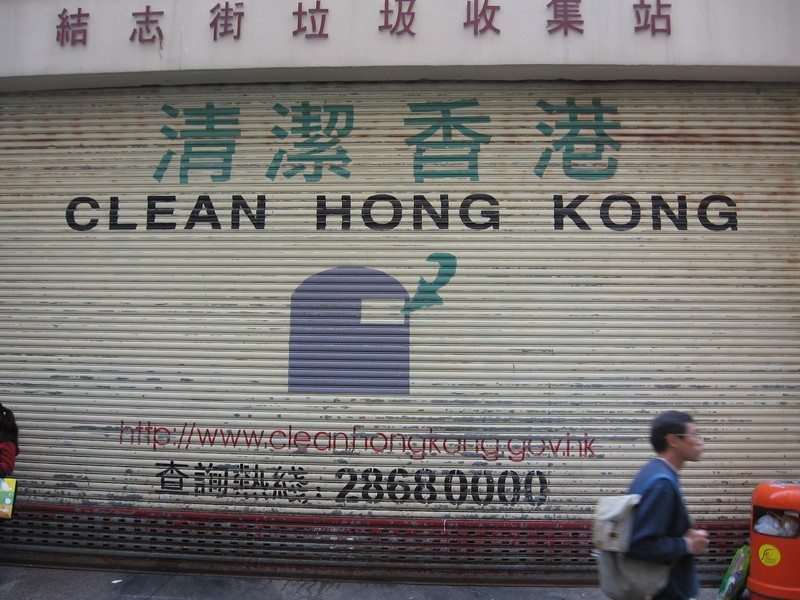 結志街垃圾收集站
清潔香港
CLEAN HONG KONG
http://www.cleanhongkong.gov.hk
查詢熱綫：28680000